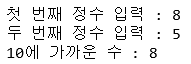 첫 번째 정수 입력 : 8
두 번째 정수 입력 : 5
10에 가까운 수 : 8